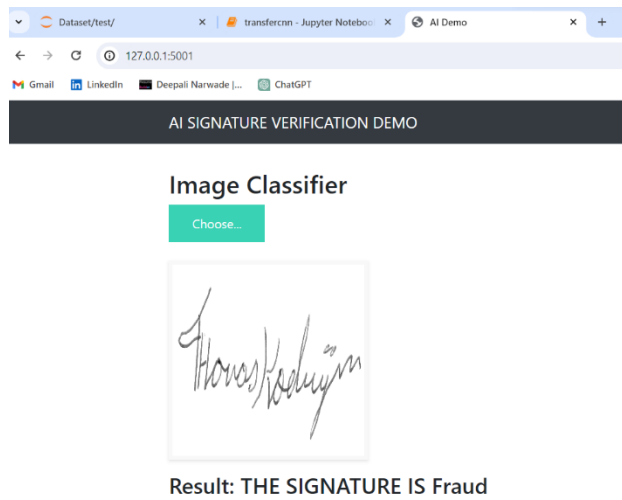 Dataset/test/
transfercnn - Jupyter Noteboo
AI Demo
127.0.0.1:5001
Gmail
LinkedIn
Deepali Narwade |...
ChatGPT
AI SIGNATURE VERIFICATION DEMO
Image Classifier
Choose...
Result: THE SIGNATURE IS Fraud